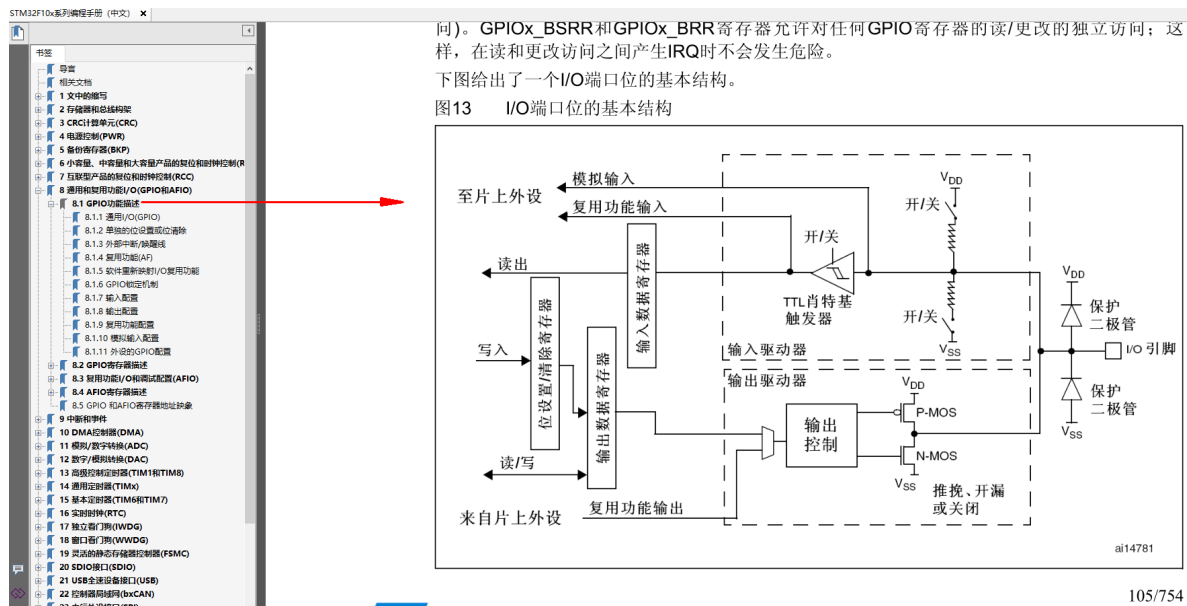 STM32F10x系列编程手册（中文） ×
书签
导言
相关文档
1 文中的缩写
2 存储器和总线构架
3 CRC计算单元(CRC)
4 电源控制(PWR)
5 备份寄存器(BKP)
6 小容量、中容量和大容量产品的复位和时钟控制(R
7 互联型产品的复位和时钟控制(RCC)
8 通用和复用功能I/O(GPIO和AFIO)
8.1 GPIO功能描述
8.1.1 通用I/O(GPIO)
8.1.2 单独的位设置或位清除
8.1.3 外部中断/唤醒线
8.1.4 复用功能(AF)
8.1.5 软件重新映射I/O复用功能
8.1.6 GPIO锁定机制
8.1.7 输入配置
8.1.8 输出配置
8.1.9 复用功能配置
8.1.10 模拟输入配置
8.1.11 外设的GPIO配置
8.2 GPIO寄存器描述
8.3 复用功能I/O和调试配置(AFIO)
8.4 AFIO寄存器描述
8.5 GPIO 和AFIO寄存器地址映象
9 中断和事件
10 DMA控制器(DMA)
11 模拟/数字转换(ADC)
12 数字/模拟转换(DAC)
13 高级控制定时器(TIM1和TIM8)
14 通用定时器(TIMx)
15 基本定时器(TIM6和TIM7)
16 实时时钟(RTC)
17 独立看门狗(IWDG)
18 窗口看门狗(WWDG)
19 灵活的静态存储器控制器(FSMC)
20 SDIO接口(SDIO)
21 USB全速设备接口(USB)
22 控制器局域网(bxCAN)
问)。GPIOx_BSRR和GPIOx_BRR寄存器允许对任何GPIO寄存器的读/更改的独立访问；这
样，在读和更改访问之间产生IRQ时不会发生危险。
下图给出了一个I/O端口位的基本结构。
图13 I/O端口位的基本结构
至片上外设
模拟输入
复用功能输入
读出
写入
位设置/清除寄存器
输入数据寄存器
输出数据寄存器
读/写
来自片上外设
复用功能输出
开/关
TTL肖特基
触发器
VDD
开/关
开/关
VSS
输入驱动器
输出驱动器
输出
控制
VDD
P-MOS
N-MOS
VSS
推挽、开漏
或关闭
VDD
保护
二极管
I/O 引脚
保护
二极管
VSS
ai14781
105/754